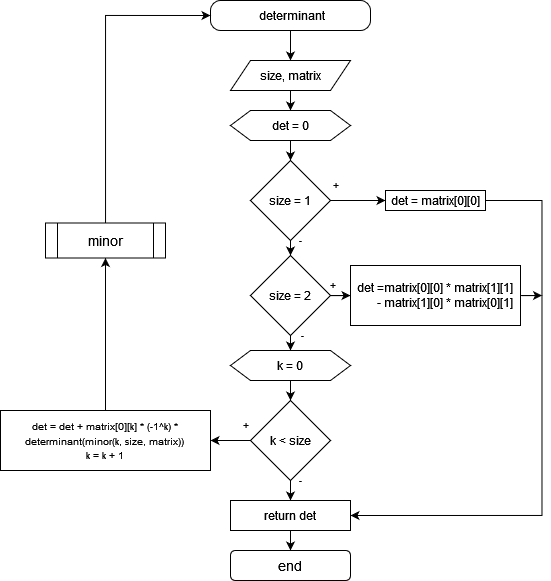 determinant
size, matrix
det = 0
size = 1
+
det = matrix[0][0]
-
minor
size = 2
+
det =matrix[0][0] * matrix[1][1]
- matrix[1][0] * matrix[0][1]
-
k = 0
det = det + matrix[0][k] * (-1^k) *
determinant(minor(k, size, matrix))
k = k + 1
+
k < size
-
return det
end